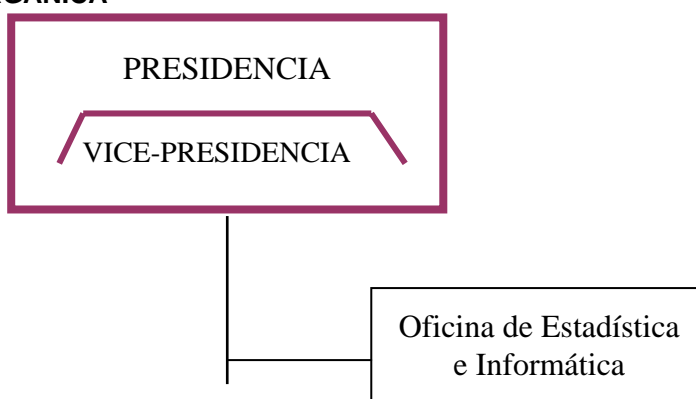 PRESIDENCIA
VICE-PRESIDENCIA
Oficina de Estadística
e Informática